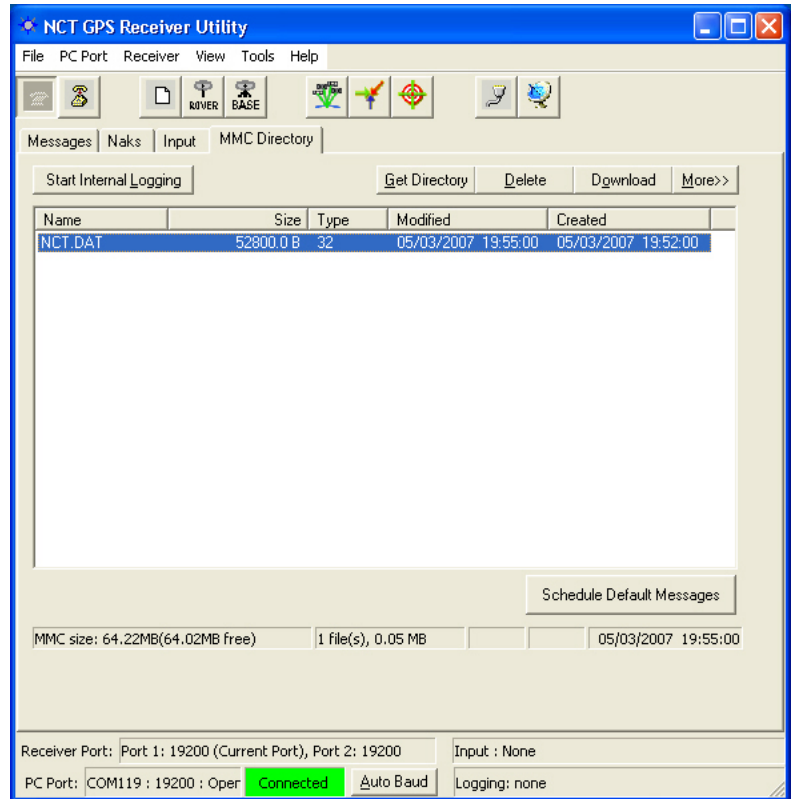 NCT GPS Receiver Utility
File PC Port Receiver View Tools Help
ROVER BASE
Messages Naks Input MMC Directory
Start Internal Logging Get Directory Delete Download More>>
Name Size Type Modified Created
NCT.DAT 52800.0 B 32 05/03/2007 19:55:00 05/03/2007 19:52:00
Schedule Default Messages
MMC size: 64.22MB(64.02MB free) 1 file(s), 0.05 MB 05/03/2007 19:55:00
Receiver Port: Port 1: 19200 (Current Port), Port 2: 19200 Input : None
PC Port: COM119 : 19200 : Oper Connected Auto Baud Logging: none